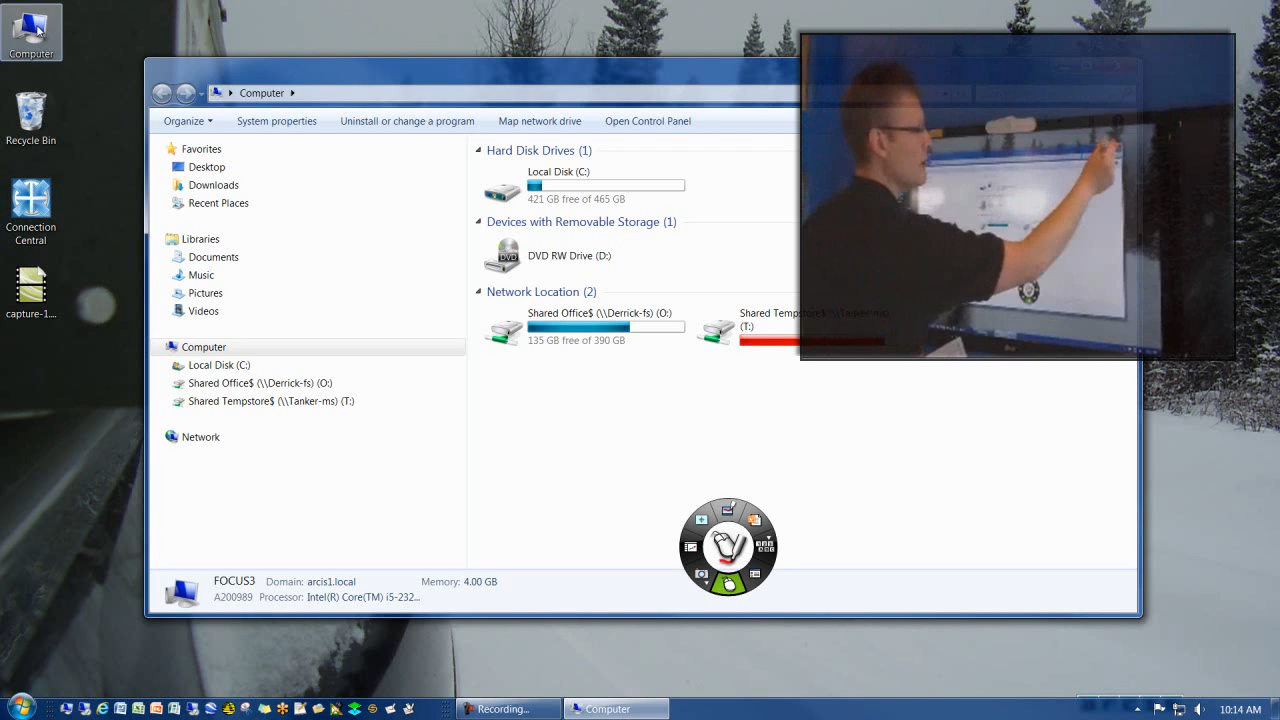 Computer
Recycle Bin
Connection
Central
capture-1....
Computer
Organize
System properties
Uninstall or change a program
Map network drive
Open Control Panel
Favorites
Desktop
Downloads
Recent Places
Libraries
Documents
Music
Pictures
Videos
Computer
Local Disk (C:)
Shared Office$ (\\Derrick-fs) (O:)
Shared Tempstore$ (\\Tanker-ms) (T:)
Network
Hard Disk Drives (1)
Local Disk (C:)
421 GB free of 465 GB
Devices with Removable Storage (1)
DVD
DVD RW Drive (D:)
Network Location (2)
Shared Office$ (\\Derrick-fs) (O:)
135 GB free of 390 GB
Shared Tempstore$ (\\Tanker-ms)
(T:)
FOCUS3 Domain: arcis1.local Memory: 4.00 GB
A200989 Processor: Intel(R) Core(TM) i5-232...
Recording...
Computer
10:14 AM